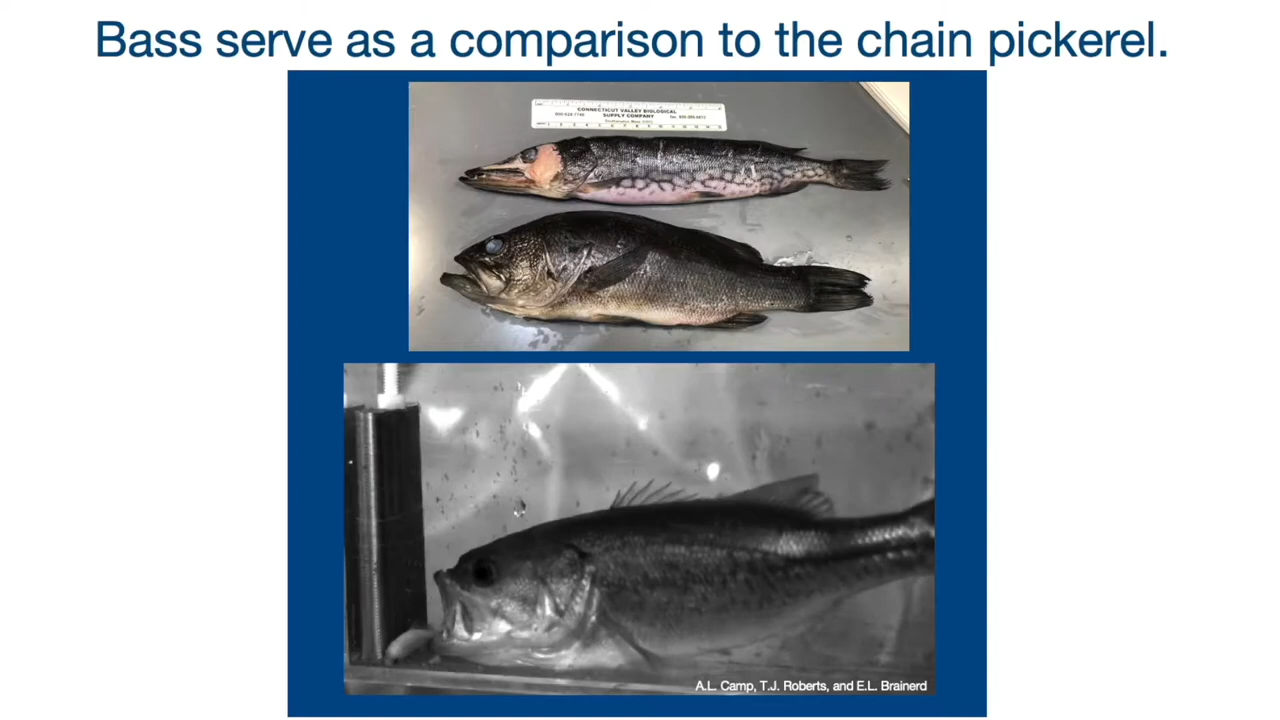 Bass serve as a comparison to the chain pickerel.
CONNECTICUT VALLEY BIOLOGICAL
SUPPLY COMPANY
A.L. Camp, T.J. Roberts, and E.L. Brainerd